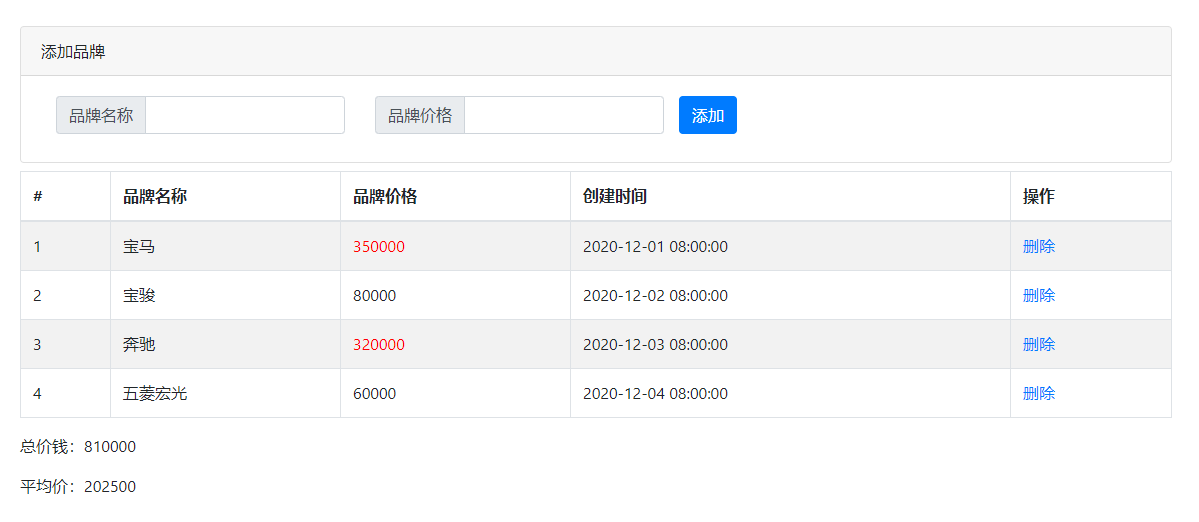 添加品牌
品牌名称 品牌价格 添加
# 品牌名称 品牌价格 创建时间 操作
1 宝马 350000 2020-12-01 08:00:00 删除
2 宝骏 80000 2020-12-02 08:00:00 删除
3 奔驰 320000 2020-12-03 08:00:00 删除
4 五菱宏光 60000 2020-12-04 08:00:00 删除
总价钱：810000
平均价：202500